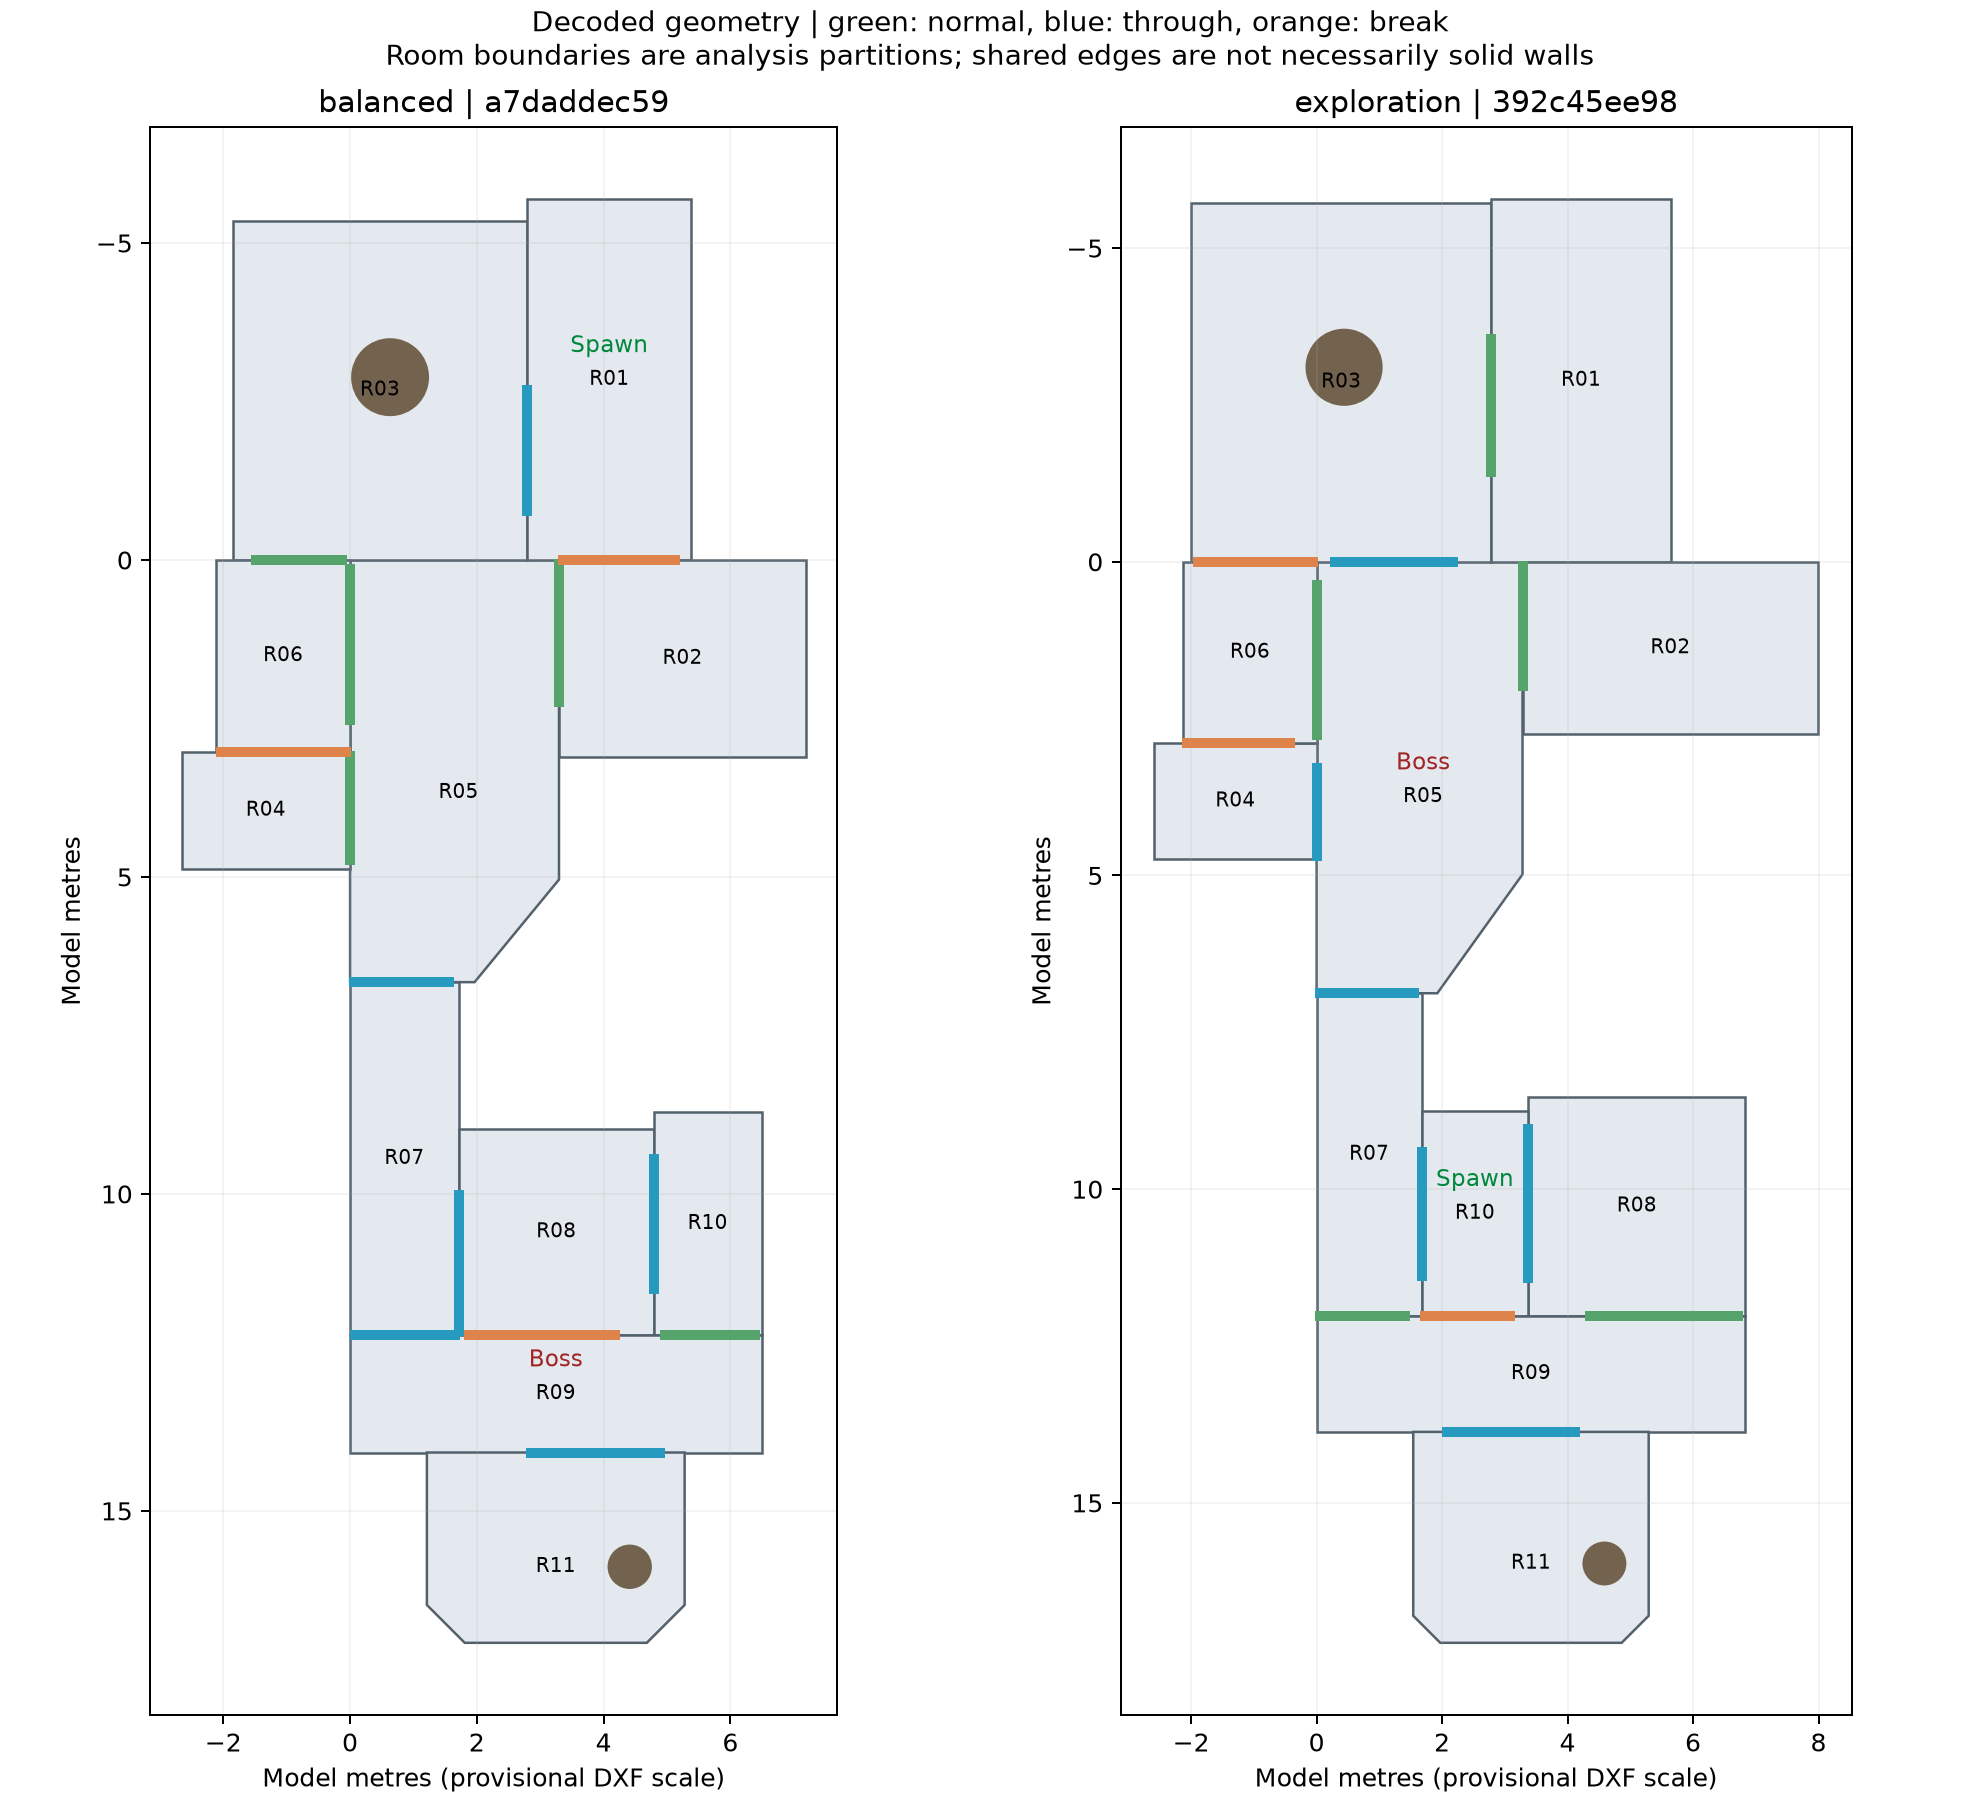 Decoded geometry | green: normal, blue: through, orange: break
Room boundaries are analysis partitions; shared edges are not necessarily solid walls
balanced | a7daddec59
−5
0
5
10
15
Model metres
R03
Spawn
R01
R06
R02
R04
R05
R07
R08
R10
Boss
R09
R11
−2
0
2
4
6
Model metres (provisional DXF scale)
exploration | 392c45ee98
−5
0
5
10
15
Model metres
R03
R01
R06
R02
R04
Boss
R05
R07
Spawn
R10
R08
R09
R11
−2
0
2
4
6
8
Model metres (provisional DXF scale)